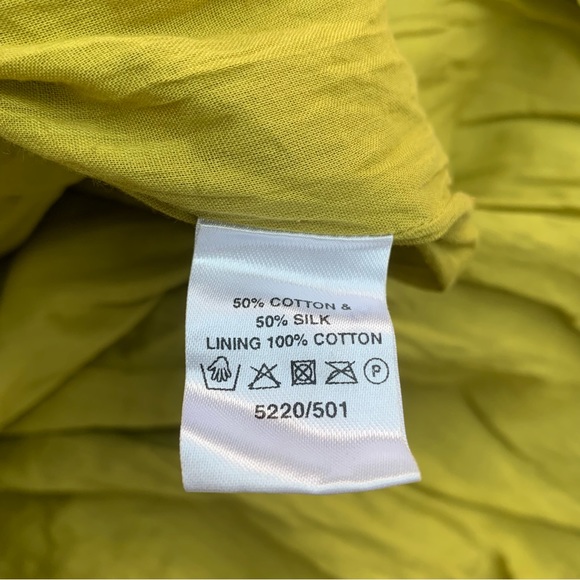 50% COTTON &
50% SILK
LINING 100% COTTON
P
5220/501